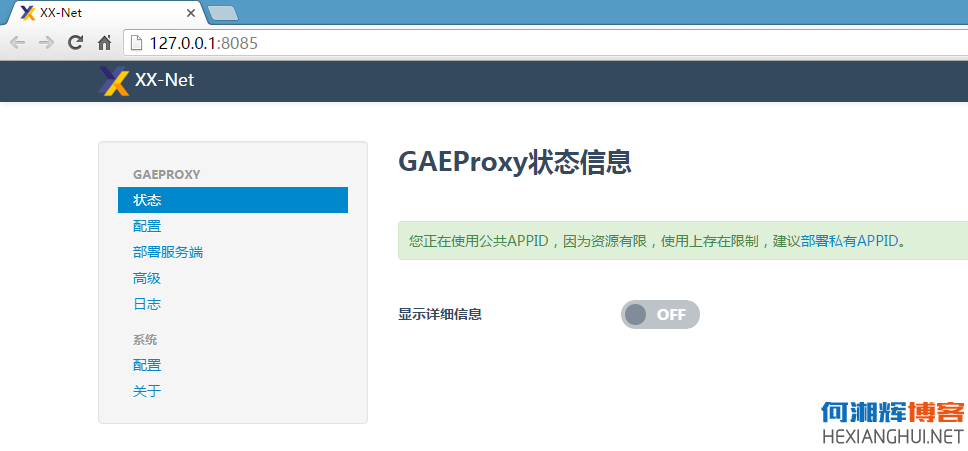 XX-Net
127.0.0.1:8085
XX-Net
GAEPROXY
状态
配置
部署服务端
高级
日志
系统
配置
关于
GAEProxy状态信息
您正在使用公共APPID，因为资源有限，使用上存在限制，建议部署私有APPID。
显示详细信息
OFF
何湘辉博客
HEXIANGHUI.NET